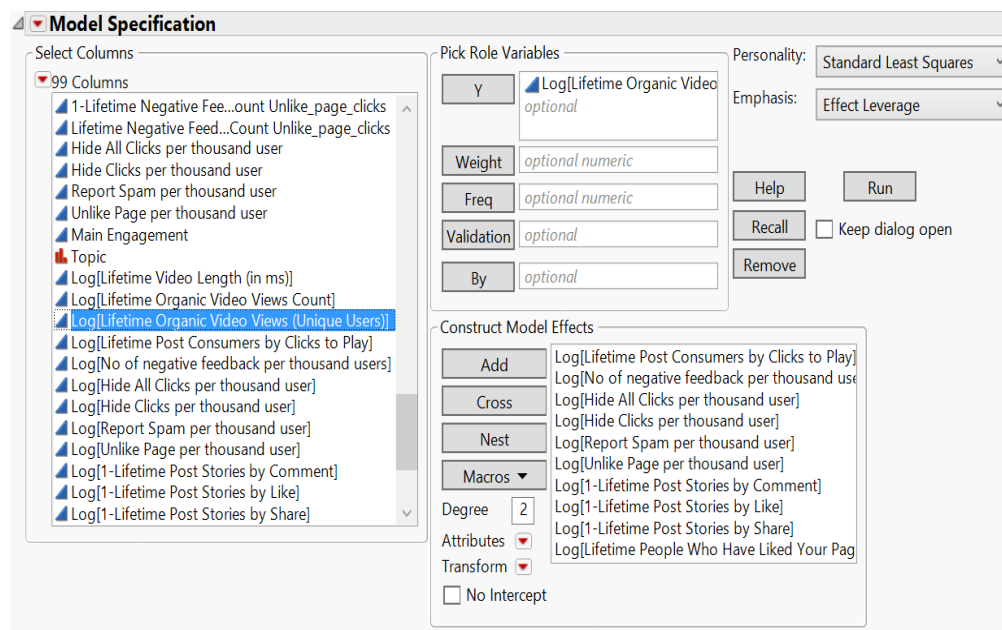 Model Specification
Select Columns
99 Columns
1-Lifetime Negative Fee...ount Unlike_page_clicks
Lifetime Negative Feed...Count Unlike_page_clicks
Hide All Clicks per thousand user
Hide Clicks per thousand user
Report Spam per thousand user
Unlike Page per thousand user
Main Engagement
Topic
Log[Lifetime Video Length (in ms)]
Log[Lifetime Organic Video Views Count]
Log[Lifetime Organic Video Views (Unique Users)]
Log[Lifetime Post Consumers by Clicks to Play]
Log[No of negative feedback per thousand users]
Log[Hide All Clicks per thousand user]
Log[Hide Clicks per thousand user]
Log[Report Spam per thousand user]
Log[Unlike Page per thousand user]
Log[1-Lifetime Post Stories by Comment]
Log[1-Lifetime Post Stories by Like]
Log[1-Lifetime Post Stories by Share]
Pick Role Variables
Y
Log[Lifetime Organic Video
optional
Weight
optional numeric
Freq
optional numeric
Validation
optional
By
optional
Personality:
Standard Least Squares
Emphasis:
Effect Leverage
Help
Run
Recall
Keep dialog open
Remove
Construct Model Effects
Add
Cross
Nest
Macros
Degree
2
Attributes
Transform
No Intercept
Log[Lifetime Post Consumers by Clicks to Play]
Log[No of negative feedback per thousand use
Log[Hide All Clicks per thousand user]
Log[Hide Clicks per thousand user]
Log[Report Spam per thousand user]
Log[Unlike Page per thousand user]
Log[1-Lifetime Post Stories by Comment]
Log[1-Lifetime Post Stories by Like]
Log[1-Lifetime Post Stories by Share]
Log[Lifetime People Who Have Liked Your Pag